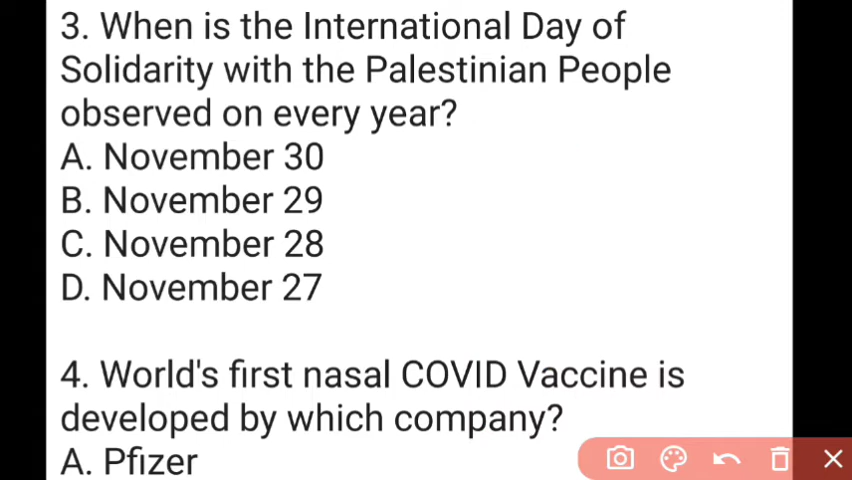 3. When is the International Day of
Solidarity with the Palestinian People
observed on every year?
A. November 30
B. November 29
C. November 28
D. November 27
4. World's first nasal COVID Vaccine is
developed by which company?
A. Pfizer